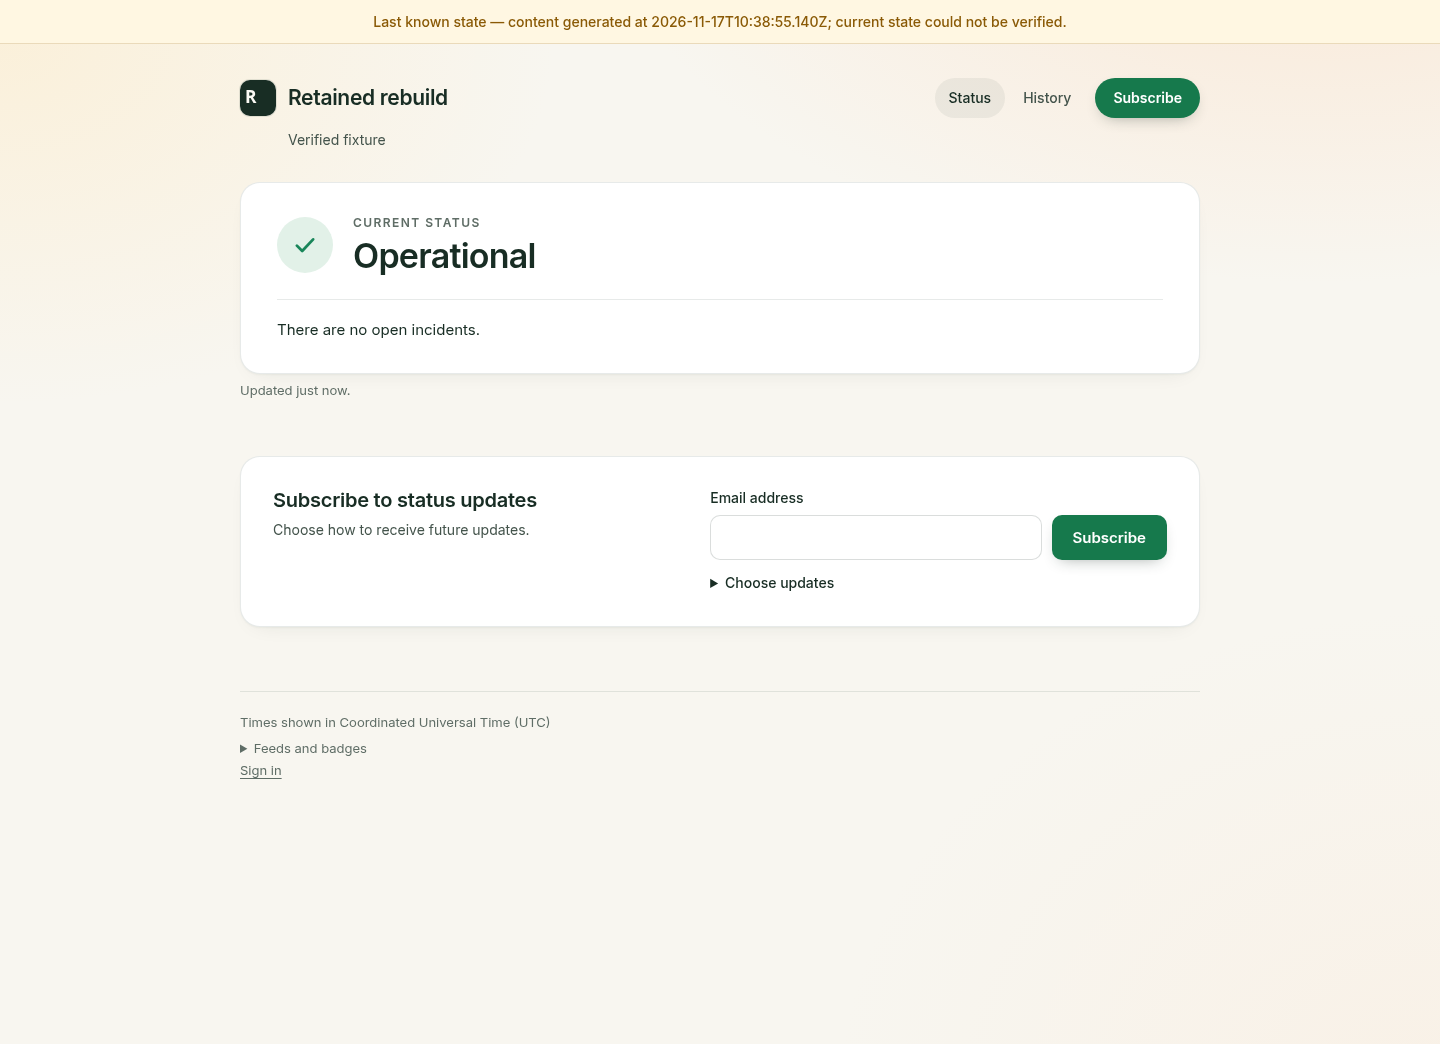 Last known state — content generated at 2026-11-17T10:38:55.140Z; current state could not be verified.
R
Retained rebuild
Status
History
Subscribe
Verified fixture
CURRENT STATUS
Operational
There are no open incidents.
Updated just now.
Subscribe to status updates
Choose how to receive future updates.
Email address
Subscribe
Choose updates
Times shown in Coordinated Universal Time (UTC)
Feeds and badges
Sign in